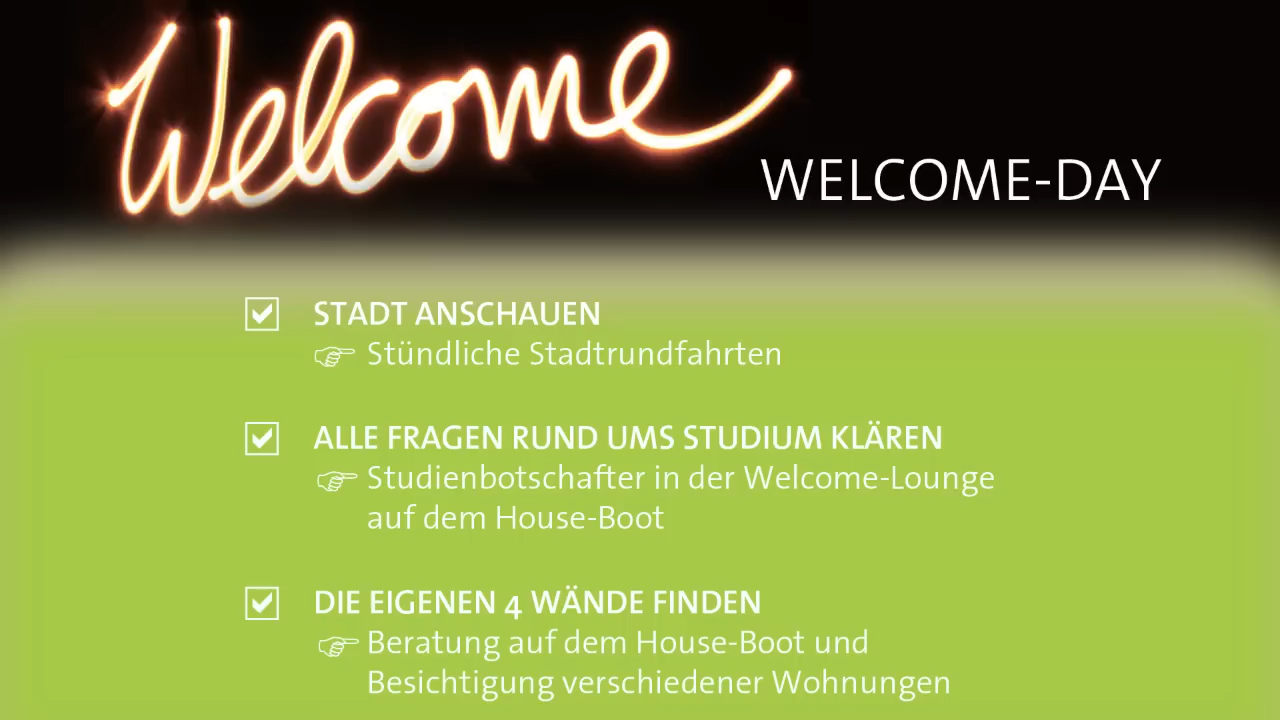 Welcome
WELCOME-DAY
STADT ANSCHAUEN
Stündliche Stadtrundfahrten
ALLE FRAGEN RUND UMS STUDIUM KLÄREN
Studienbotschafter in der Welcome-Lounge
auf dem House-Boot
DIE EIGENEN 4 WÄNDE FINDEN
Beratung auf dem House-Boot und
Besichtigung verschiedener Wohnungen